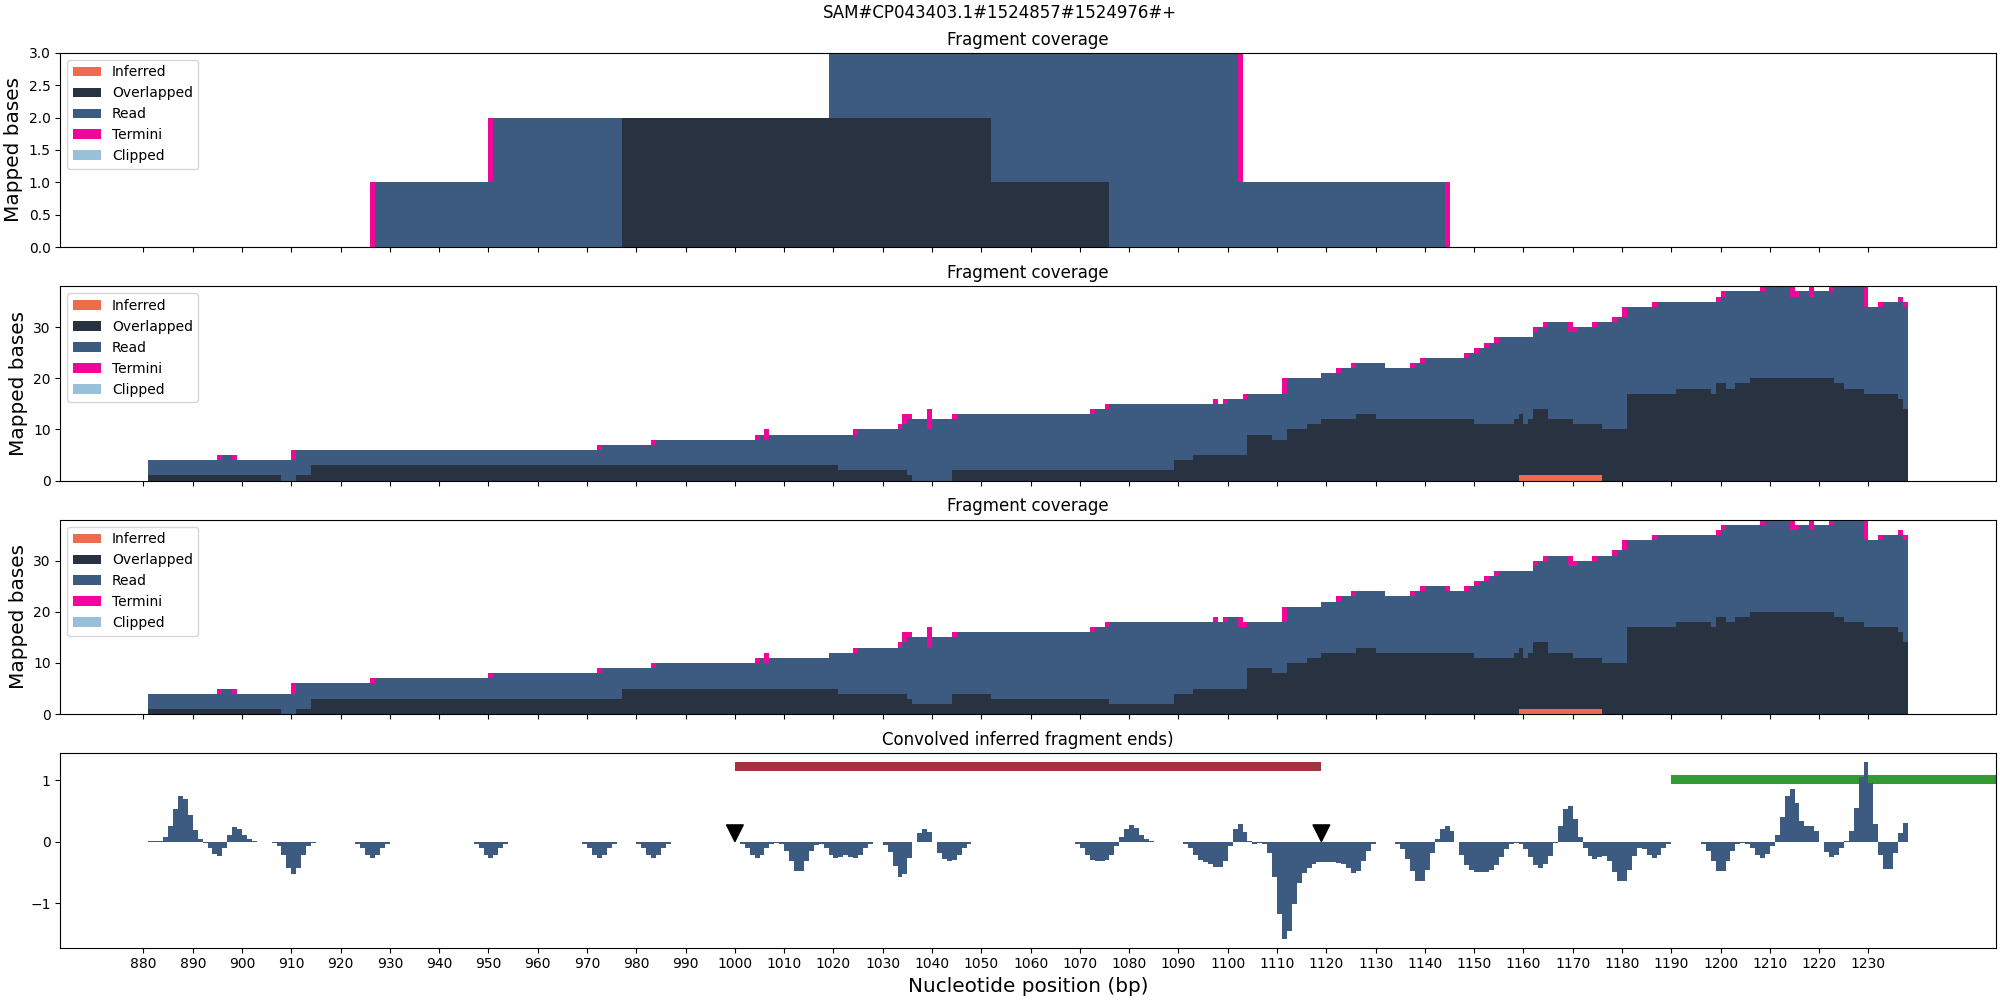 SAM#CP043403.1#1524857#1524976#+
Fragment coverage
Mapped bases
3.0
2.5
2.0
1.5
1.0
0.5
0.0
Inferred
Overlapped
Read
Termini
Clipped
Fragment coverage
Mapped bases
30
20
10
0
Inferred
Overlapped
Read
Termini
Clipped
Fragment coverage
Mapped bases
30
20
10
0
Inferred
Overlapped
Read
Termini
Clipped
Convolved inferred fragment ends)
1
0
−1
880 890 900 910 920 930 940 950 960 970 980 990 1000 1010 1020 1030 1040 1050 1060 1070 1080 1090 1100 1110 1120 1130 1140 1150 1160 1170 1180 1190 1200 1210 1220 1230
Nucleotide position (bp)